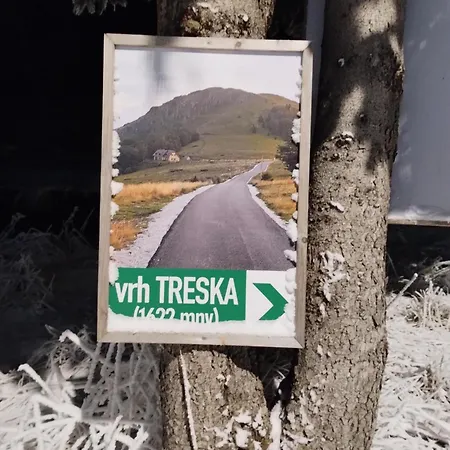 vrh TRESKA
(1622 mnv)